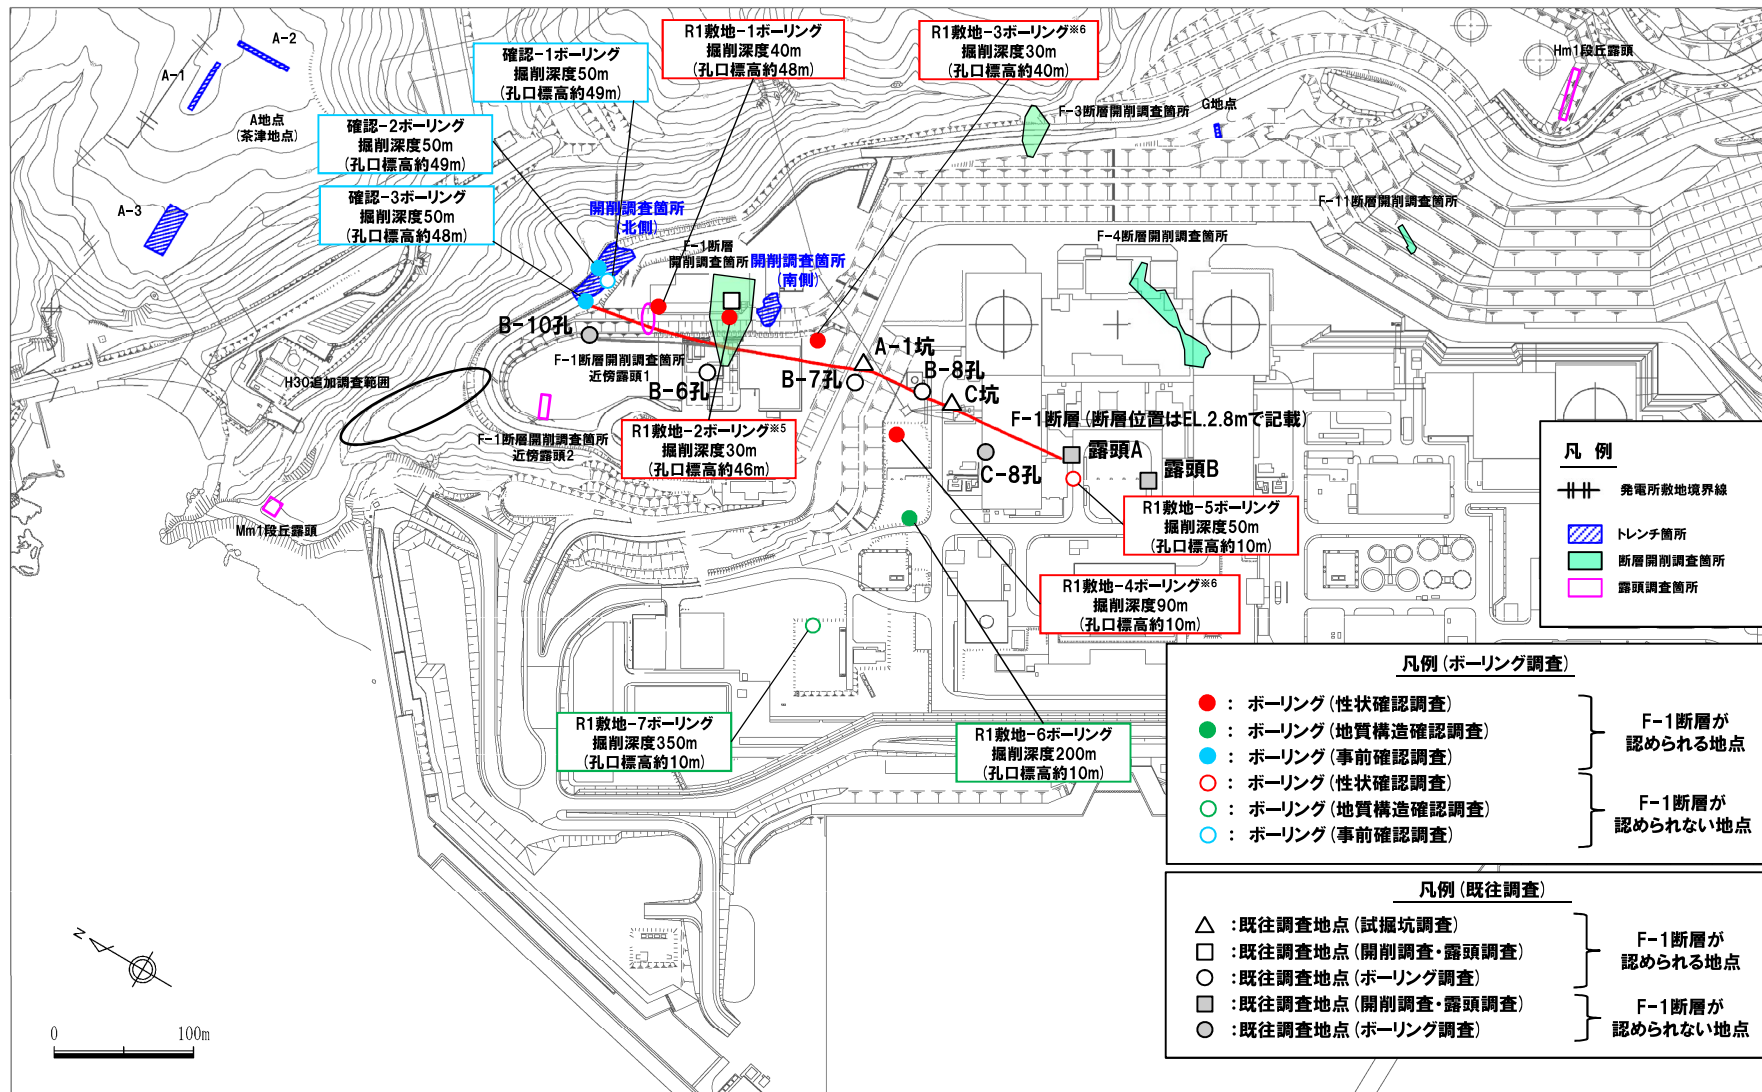 A-2
A-1
A地点
(茶津地点)
A-3
確認-1ボーリング
掘削深度50m
(孔口標高約49m)
R1敷地-1ボーリング
掘削深度40m
(孔口標高約48m)
R1敷地-3ボーリング※6
掘削深度30m
(孔口標高約40m)
確認-2ボーリング
掘削深度50m
(孔口標高約49m)
確認-3ボーリング
掘削深度50m
(孔口標高約48m)
Hm1段丘露頭
F-3断層開削調査箇所
G地点
F-11断層開削調査箇所
F-4断層開削調査箇所
開削調査箇所
(北側)
F-1断層
開削調査箇所
開削調査箇所
(南側)
B-10孔
F-1断層開削調査箇所
近傍露頭1
B-6孔
B-7孔
A-1坑
B-8孔
C坑
F-1断層(断層位置はEL.2.8mで記載)
H30追加調査範囲
F-1断層開削調査箇所
近傍露頭2
R1敷地-2ボーリング※5
掘削深度30m
(孔口標高約46m)
C-8孔
露頭A
露頭B
Mm1段丘露頭
R1敷地-5ボーリング
掘削深度50m
(孔口標高約10m)
R1敷地-4ボーリング※6
掘削深度90m
(孔口標高約10m)
R1敷地-7ボーリング
掘削深度350m
(孔口標高約10m)
R1敷地-6ボーリング
掘削深度200m
(孔口標高約10m)
凡 例
発電所敷地境界線
トレンチ箇所
断層開削調査箇所
露頭調査箇所
凡例(ボーリング調査)
: ボーリング(性状確認調査)
: ボーリング(地質構造確認調査)
: ボーリング(事前確認調査)
F-1断層が
認められる地点
: ボーリング(性状確認調査)
: ボーリング(地質構造確認調査)
: ボーリング(事前確認調査)
F-1断層が
認められない地点
凡例(既往調査)
:既往調査地点(試掘坑調査)
:既往調査地点(開削調査・露頭調査)
:既往調査地点(ボーリング調査)
F-1断層が
認められる地点
:既往調査地点(開削調査・露頭調査)
:既往調査地点(ボーリング調査)
F-1断層が
認められない地点
N
0 100m